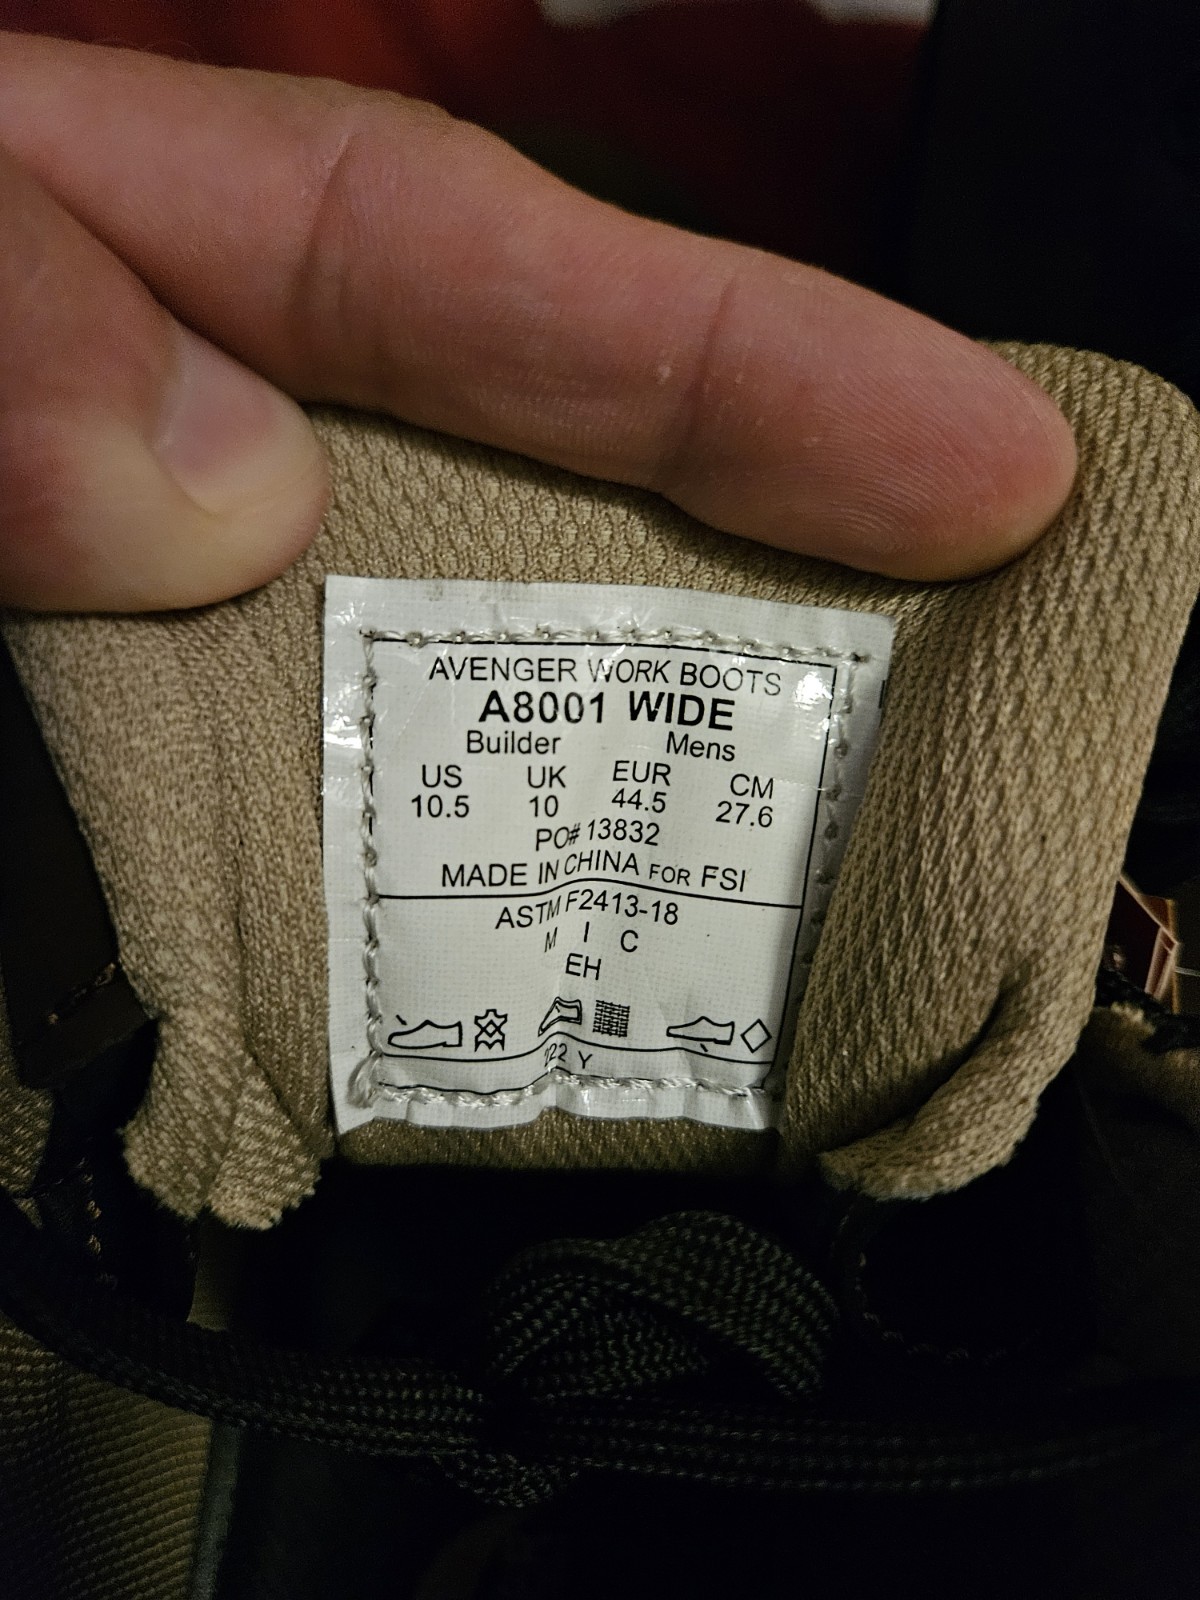 AVENGER WORK BOOTS
A8001 WIDE
Builder Mens
US UK EUR CM
10.5 10 44.5 27.6
PO# 13832
MADE IN CHINA FOR FSI
ASTM F2413-18
M I C
EH
Y